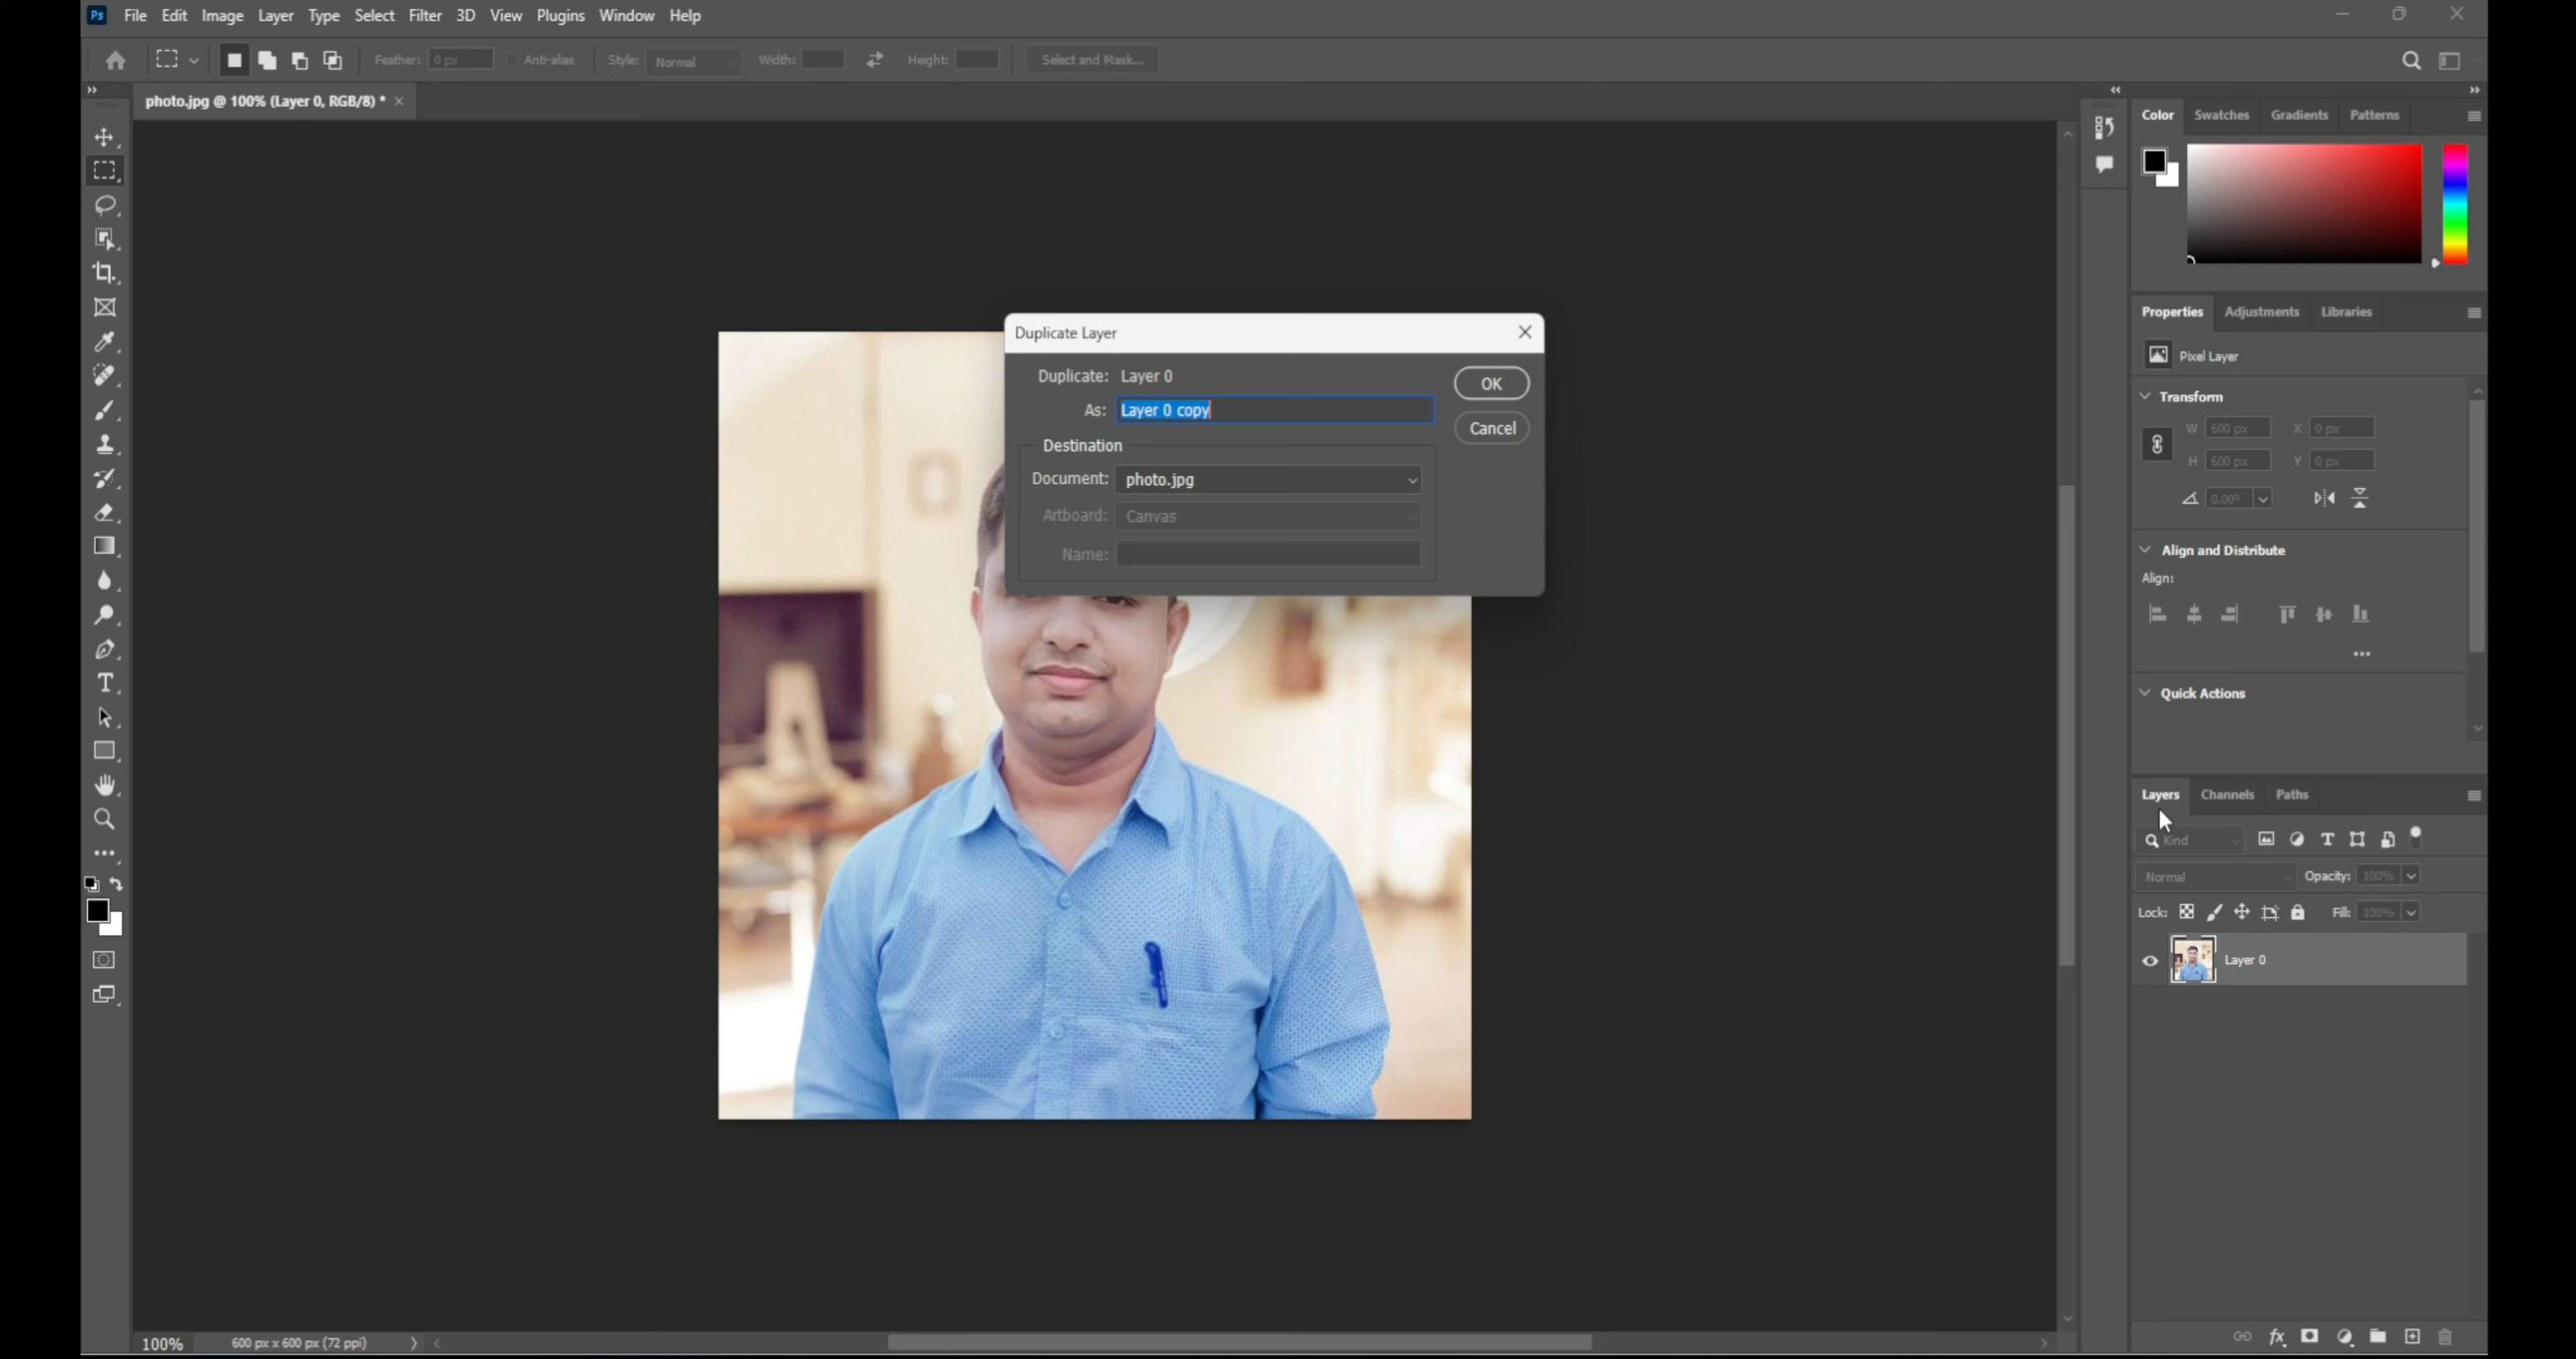 Ps File Edit Image Layer Type Select Filter 3D View Plugins Window Help
Feather: 0 px Anti-alias Style: Normal Width: Height: Select and Mask...
photo.jpg @ 100% (Layer 0, RGB/8) *
Color Swatches Gradients Patterns
Duplicate Layer
Duplicate: Layer 0
OK
As: Layer 0 copy
Cancel
Destination
Document: photo.jpg
Artboard: Canvas
Name:
Properties Adjustments Libraries
Pixel Layer
Transform
W 600 px X 0 px
H 600 px Y 0 px
0.00°
Align and Distribute
Align:
Quick Actions
Layers Channels Paths
Kind
Normal Opacity: 100%
Lock: Fill: 100%
Layer 0
100% 600 px x 600 px (72 ppi)